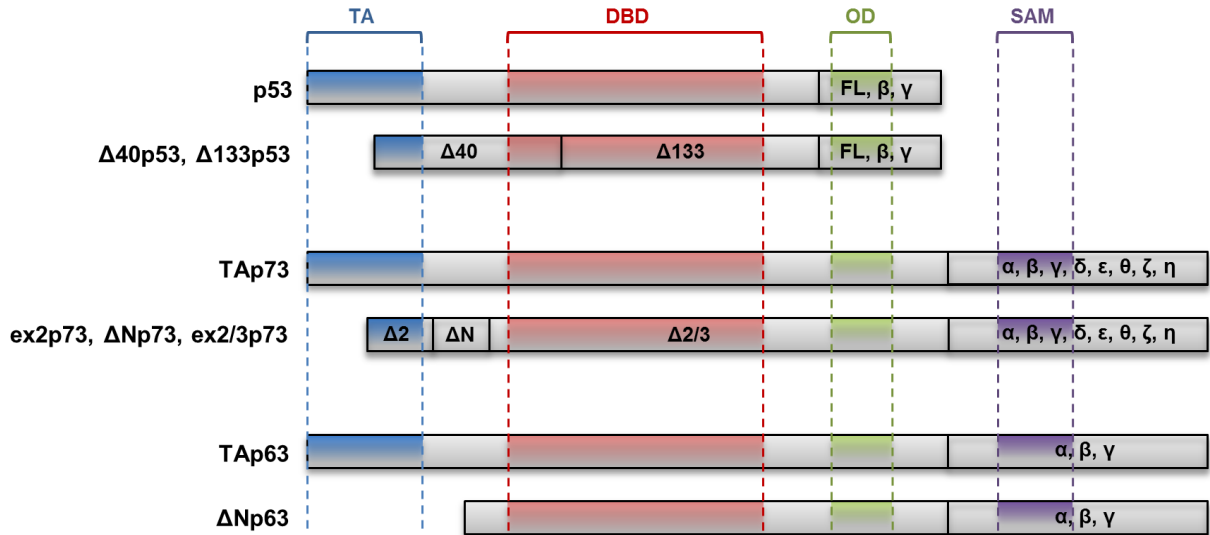 TA DBD OD SAM
p53 FL, β, γ
Δ40p53, Δ133p53 Δ40 Δ133 FL, β, γ
TAp73 α, β, γ, δ, ε, θ, ζ, η
ex2p73, ΔNp73, ex2/3p73 Δ2 ΔN Δ2/3 α, β, γ, δ, ε, θ, ζ, η
TAp63 α, β, γ
ΔNp63 α, β, γ